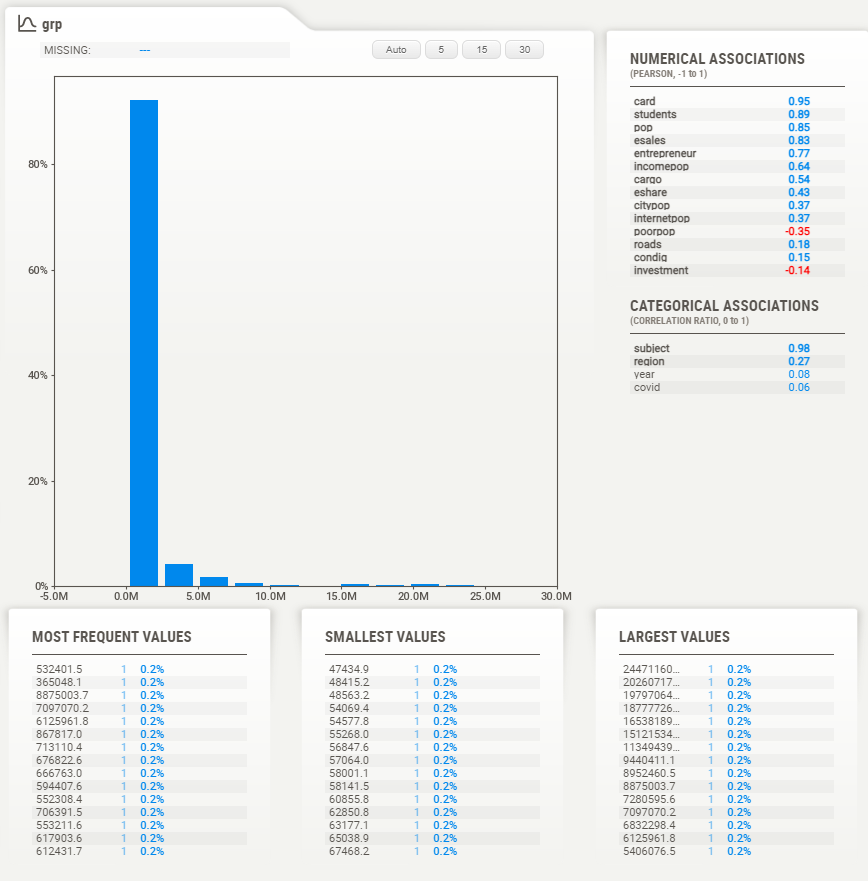 grp
MISSING: ---
Auto 5 15 30
80%
60%
40%
20%
0%
-5.0M 0.0M 5.0M 10.0M 15.0M 20.0M 25.0M 30.0M
NUMERICAL ASSOCIATIONS
(PEARSON, -1 to 1)
card 0.95
students 0.89
pop 0.85
esales 0.83
entrepreneur 0.77
incomepop 0.64
cargo 0.54
eshare 0.43
citypop 0.37
internetpop 0.37
poorpop -0.35
roads 0.18
condig 0.15
investment -0.14
CATEGORICAL ASSOCIATIONS
(CORRELATION RATIO, 0 to 1)
subject 0.98
region 0.27
year 0.08
covid 0.06
MOST FREQUENT VALUES
532401.5 1 0.2%
365048.1 1 0.2%
8875003.7 1 0.2%
7097070.2 1 0.2%
6125961.8 1 0.2%
867817.0 1 0.2%
713110.4 1 0.2%
676822.6 1 0.2%
666763.0 1 0.2%
594407.6 1 0.2%
552308.4 1 0.2%
706391.5 1 0.2%
553211.6 1 0.2%
617903.6 1 0.2%
612431.7 1 0.2%
SMALLEST VALUES
47434.9 1 0.2%
48415.2 1 0.2%
48563.2 1 0.2%
54069.4 1 0.2%
54577.8 1 0.2%
55268.0 1 0.2%
56847.6 1 0.2%
57064.0 1 0.2%
58001.1 1 0.2%
58141.5 1 0.2%
60855.8 1 0.2%
62850.8 1 0.2%
63177.1 1 0.2%
65038.9 1 0.2%
67468.2 1 0.2%
LARGEST VALUES
24471160... 1 0.2%
20260717... 1 0.2%
19797064... 1 0.2%
18777726... 1 0.2%
16538189... 1 0.2%
15121534... 1 0.2%
11349439... 1 0.2%
9440411.1 1 0.2%
8952460.5 1 0.2%
8875003.7 1 0.2%
7280595.6 1 0.2%
7097070.2 1 0.2%
6832298.4 1 0.2%
6125961.8 1 0.2%
5406076.5 1 0.2%